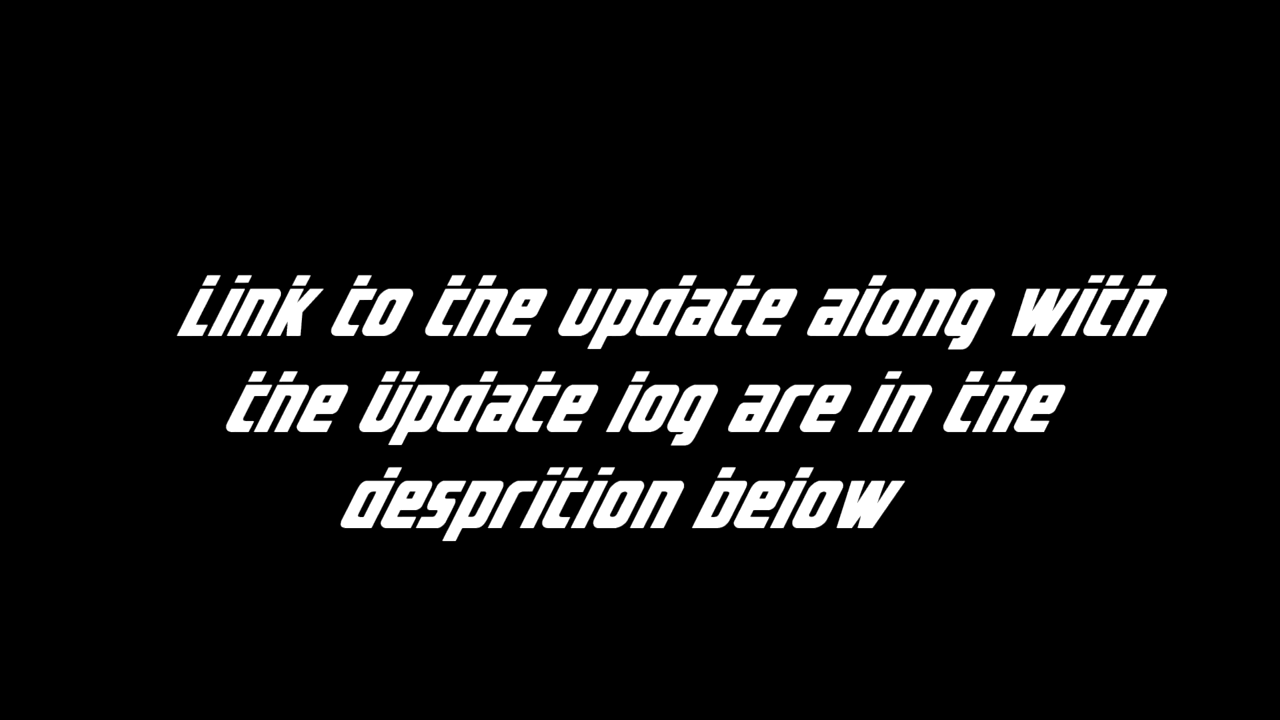 Link to the update along with
the Update log are in the
desprition below